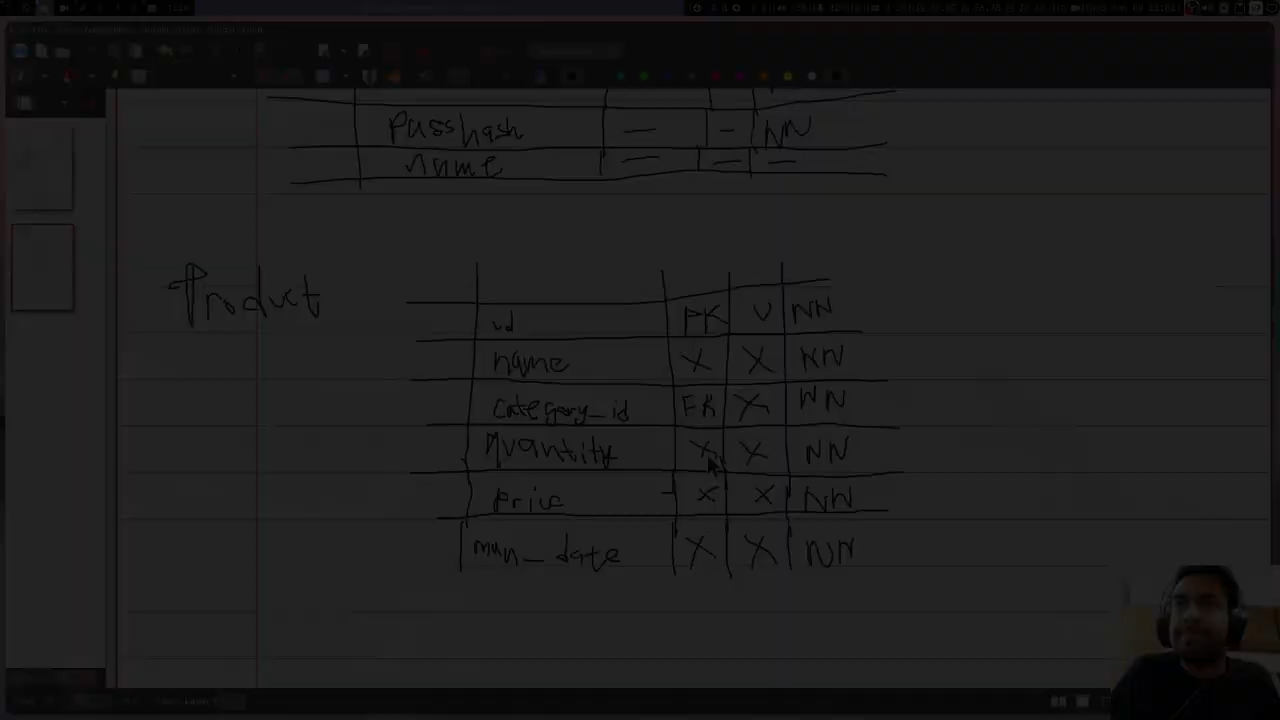 passhash — - NN
name — — —
Product
id PK U NN
name X X NN
category_id FK X NN
quantity X X NN
price X X NN
man_date X X NN